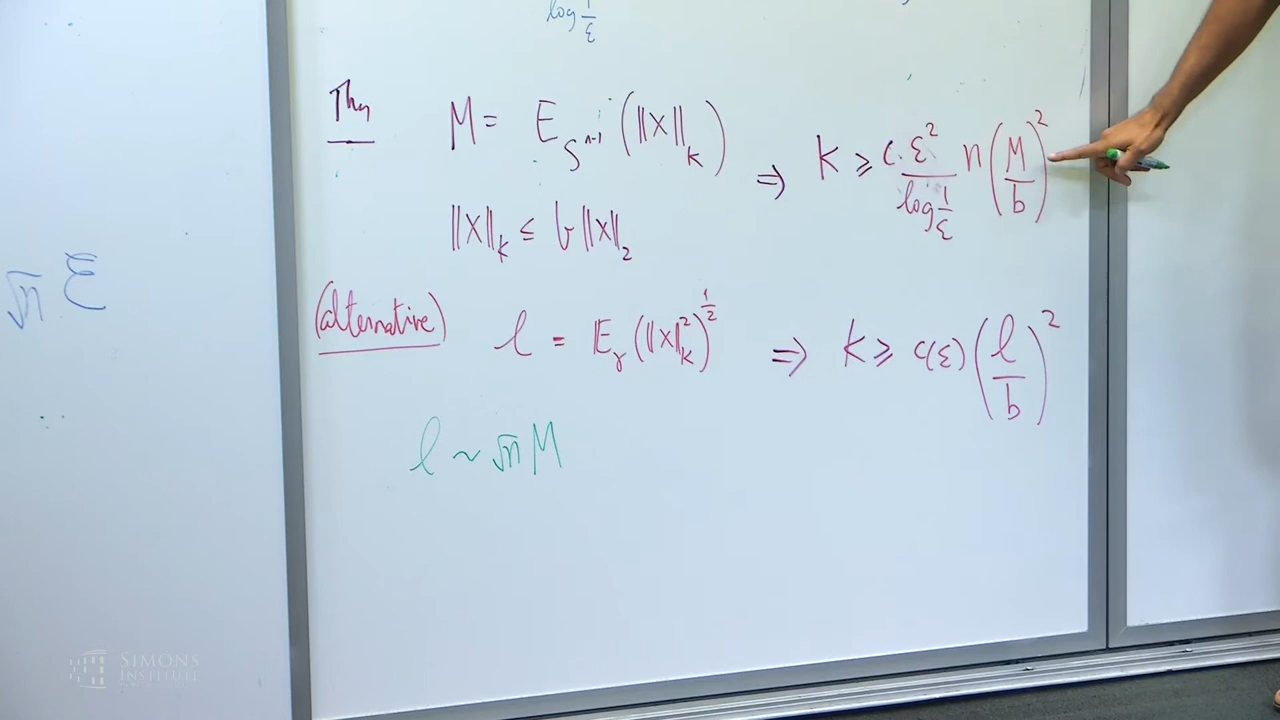 log 1/ε
√n ε
Thm M = E_{S^{n-1}} (||X||_K) ⇒ K ≥ c. ε²/log 1/ε n (M/b)²
||X||_K ≤ b ||X||_2
(alternative) l = E_γ (||X||_K²)^{1/2} ⇒ K ≥ c(ε) (l/b)²
l ~ √n M
SIMONS
INSTITUTE